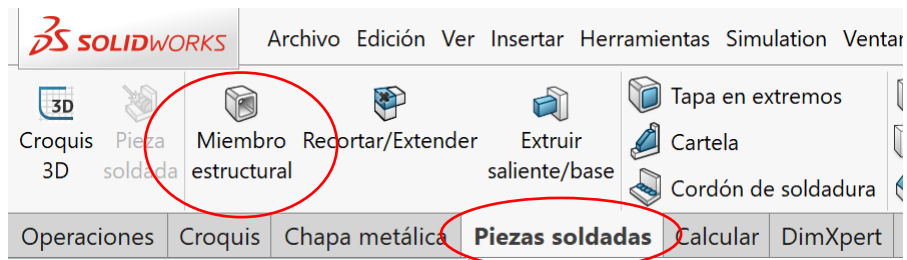 SOLIDWORKS Archivo Edición Ver Insertar Herramientas Simulation Ventar
3D
Croquis 3D
Pieza soldada
Miembro estructural
Recortar/Extender
Extruir saliente/base
Tapa en extremos
Cartela
Cordón de soldadura
Operaciones Croquis Chapa metálica Piezas soldadas Calcular DimXpert